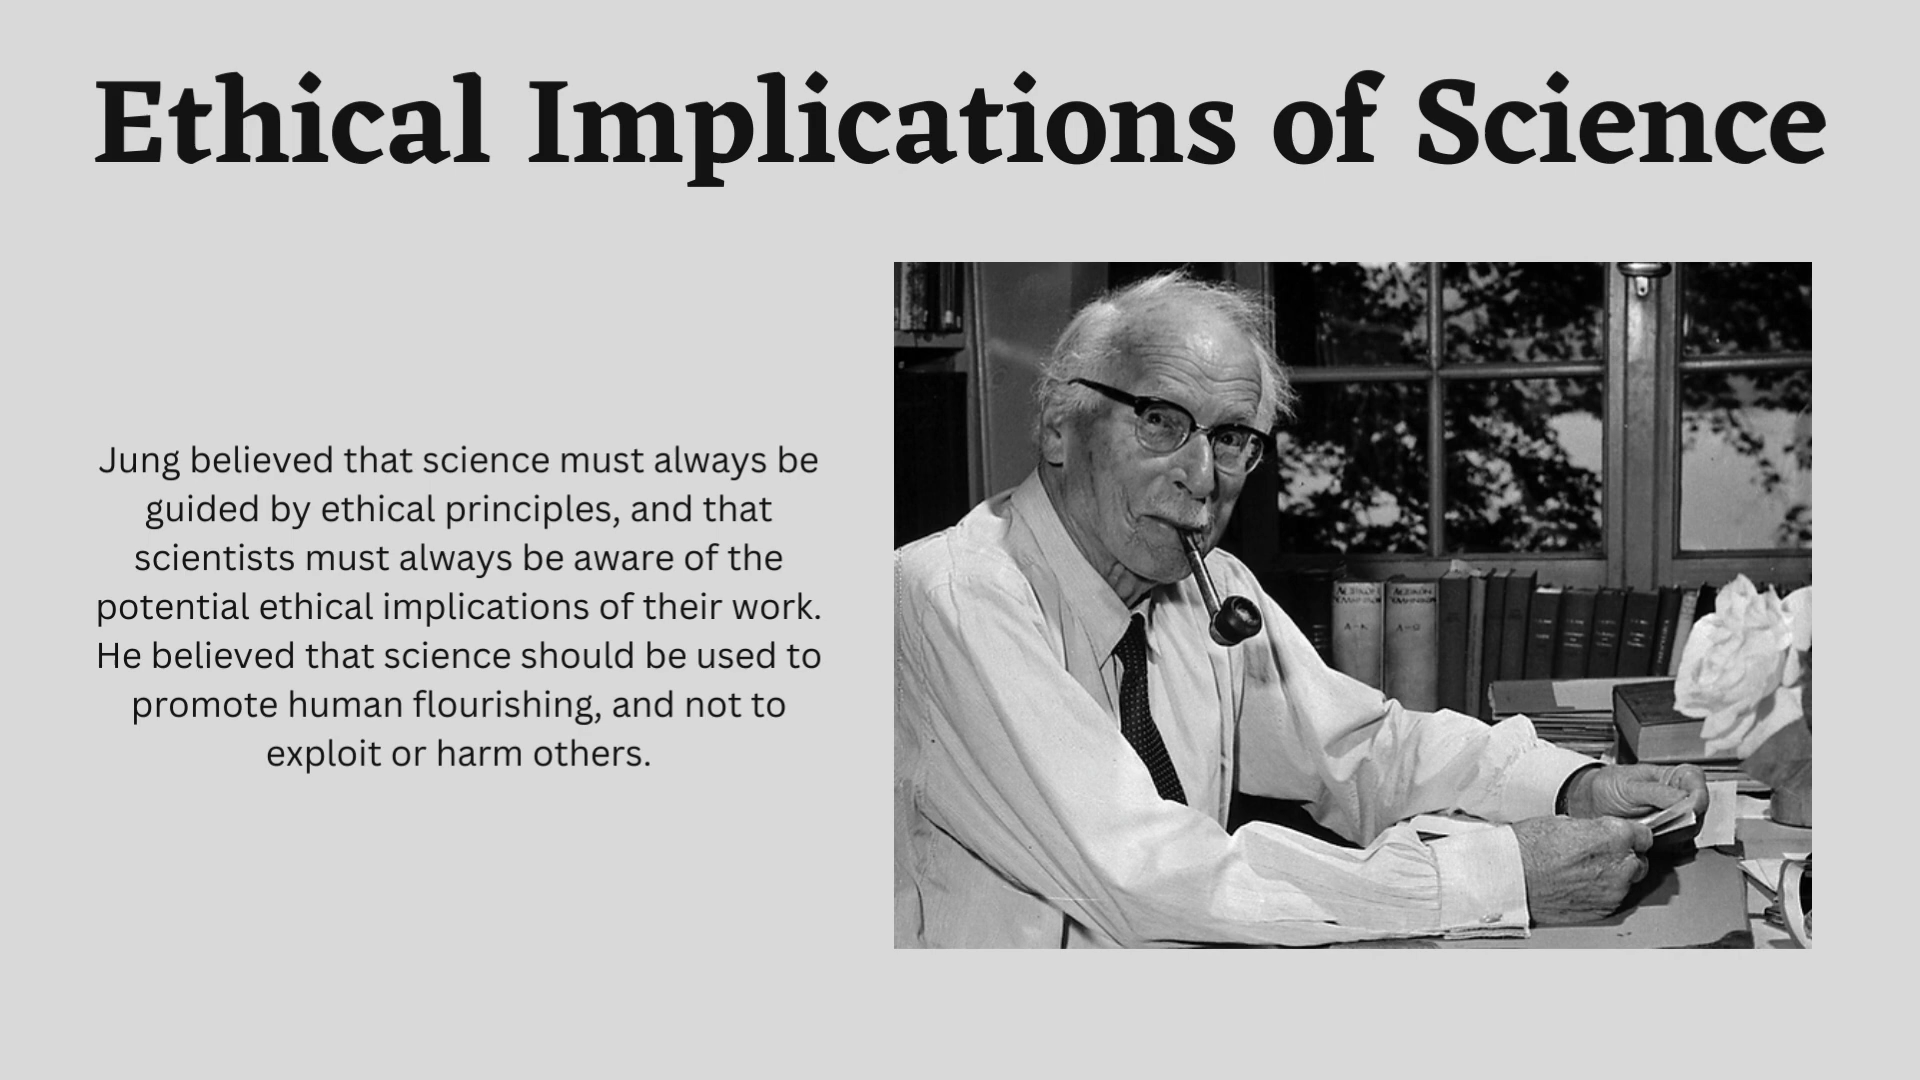 Ethical Implications of Science
Jung believed that science must always be
guided by ethical principles, and that
scientists must always be aware of the
potential ethical implications of their work.
He believed that science should be used to
promote human flourishing, and not to
exploit or harm others.
Α-Κ
Λ-Ω